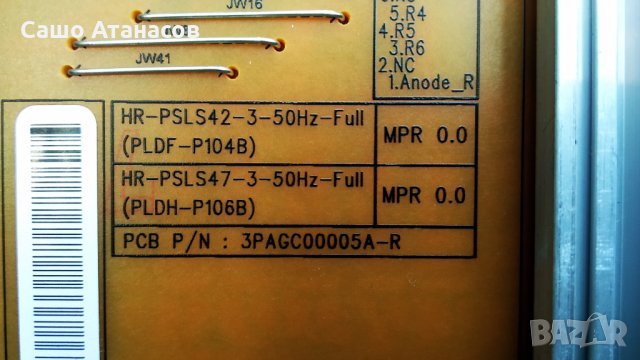 Сашо Атанасов
JW16
JW41
5.R4
4.R5
3.R6
2.NC
1.Anode_R
HR-PSLS42-3-50Hz-Full
(PLDF-P104B)
MPR 0.0
HR-PSLS47-3-50Hz-Full
(PLDH-P106B)
MPR 0.0
PCB P/N : 3PAGC00005A-R
BAZAR